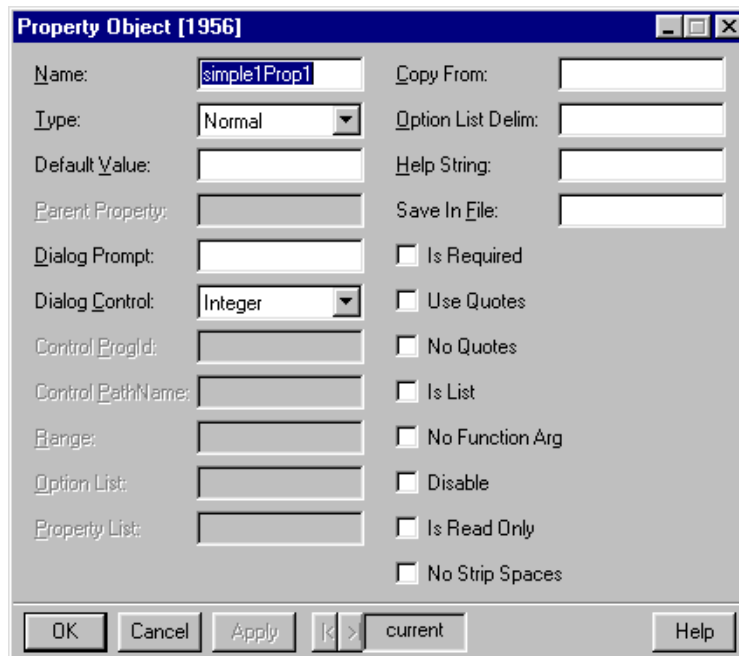 Property Object [1956]
Name: simple1Prop1
Type: Normal
Default Value:
Parent Property:
Dialog Prompt:
Dialog Control: Integer
Control ProgId:
Control PathName:
Range:
Option List:
Property List:
Copy From:
Option List Delim:
Help String:
Save In File:
Is Required
Use Quotes
No Quotes
Is List
No Function Arg
Disable
Is Read Only
No Strip Spaces
OK Cancel Apply |< >| current Help